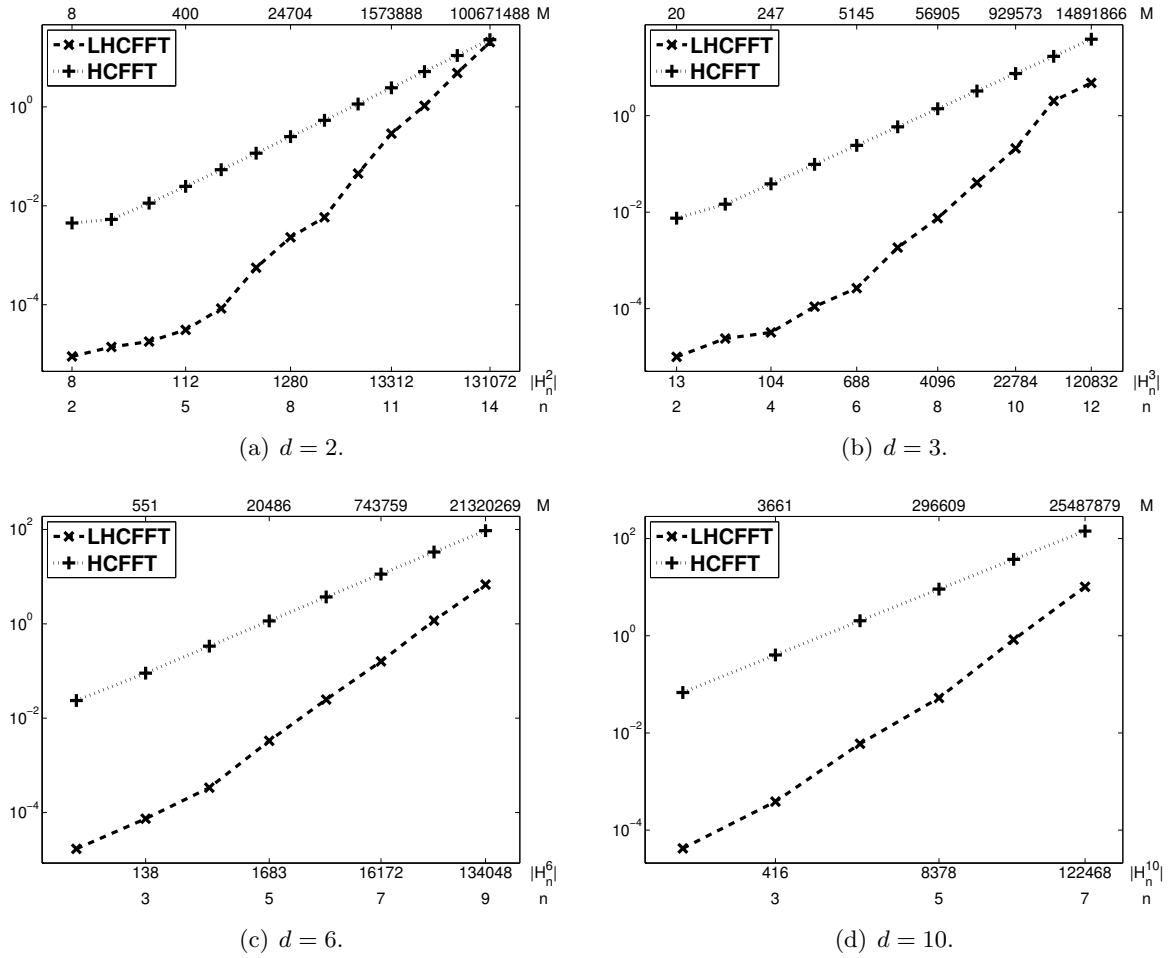 8 400 24704 1573888 100671488 M
LHCFFT
HCFFT
10^0
10^-2
10^-4
8 112 1280 13312 131072 |H_n^2|
2 5 8 11 14 n
(a) d = 2.
20 247 5145 56905 929573 14891866 M
LHCFFT
HCFFT
10^0
10^-2
10^-4
13 104 688 4096 22784 120832 |H_n^3|
2 4 6 8 10 12 n
(b) d = 3.
551 20486 743759 21320269 M
LHCFFT
HCFFT
10^2
10^0
10^-2
10^-4
138 1683 16172 134048 |H_n^6|
3 5 7 9 n
(c) d = 6.
3661 296609 25487879 M
LHCFFT
HCFFT
10^2
10^0
10^-2
10^-4
416 8378 122468 |H_n^10|
3 5 7 n
(d) d = 10.